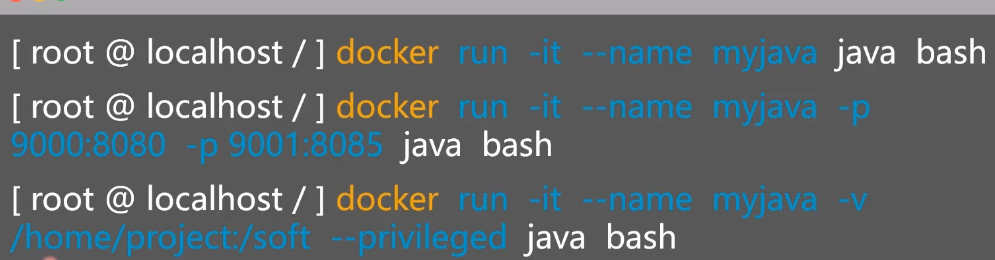 [ root @ localhost / ] docker run -it --name myjava java bash
[ root @ localhost / ] docker run -it --name myjava -p
9000:8080 -p 9001:8085 java bash
[ root @ localhost / ] docker run -it --name myjava -v
/home/project:/soft --privileged java bash